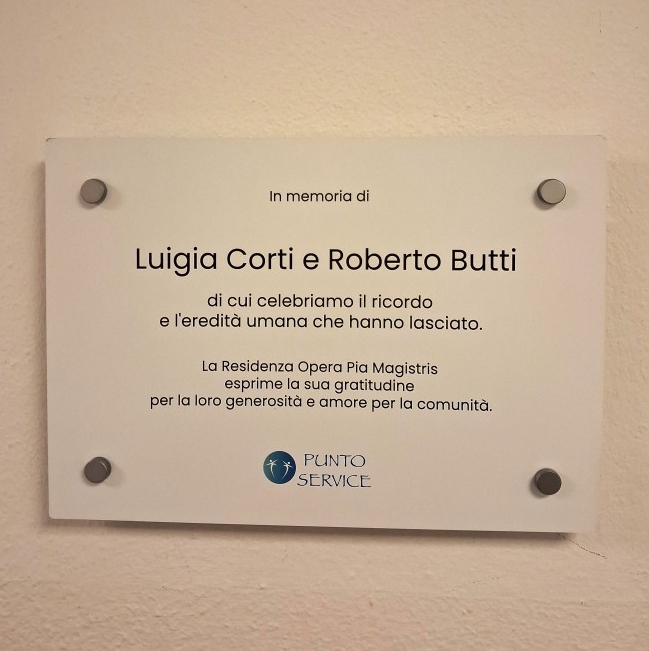 In memoria di
Luigia Corti e Roberto Butti
di cui celebriamo il ricordo
e l'eredità umana che hanno lasciato.
La Residenza Opera Pia Magistris
esprime la sua gratitudine
per la loro generosità e amore per la comunità.
PUNTO
SERVICE